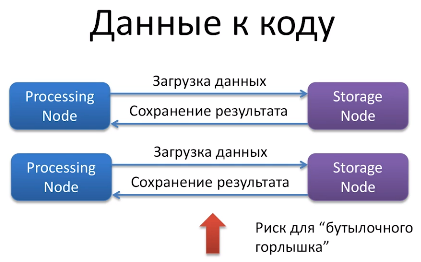 Данные к коду
Загрузка данных
Processing
Node
Storage
Node
Сохранение результата
Загрузка данных
Processing
Node
Storage
Node
Сохранение результата
Риск для “бутылочного
горлышка”